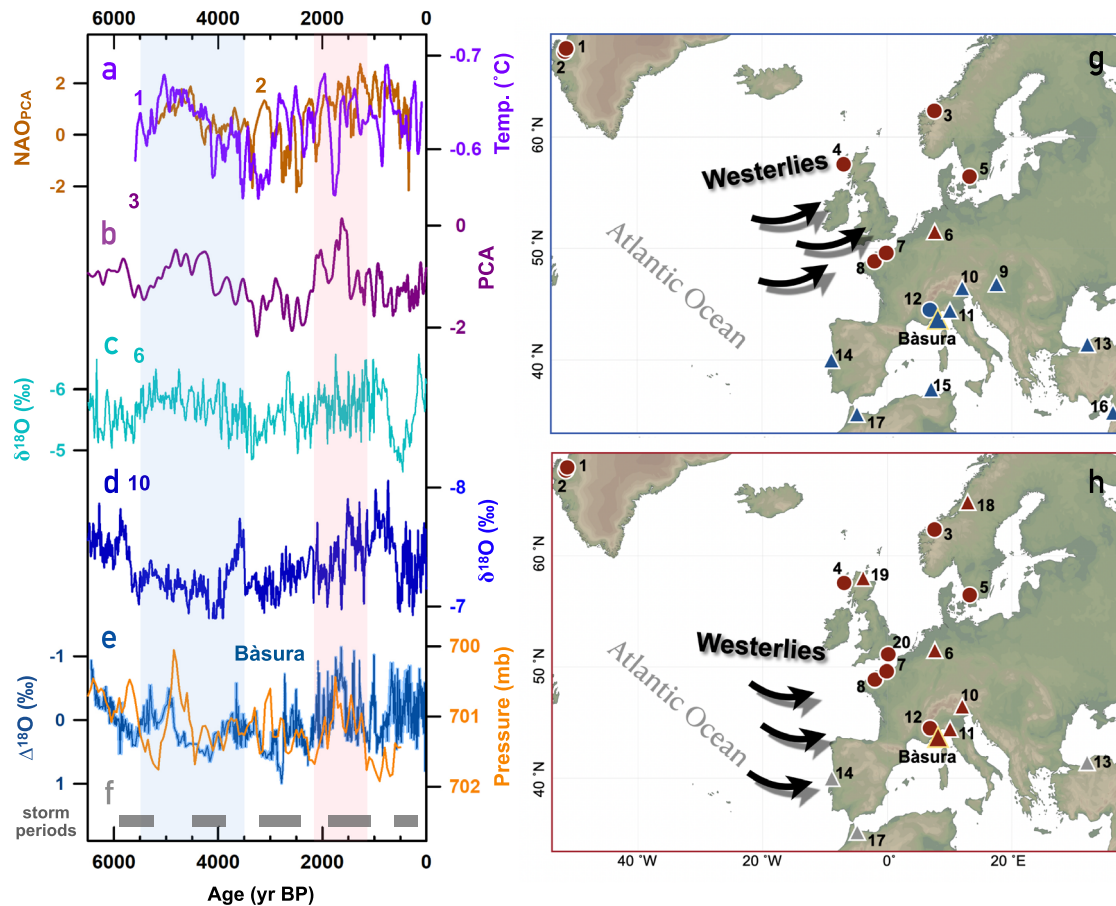 6000 4000 2000 0
a
1
2
2
0
-2
NAOPCA
-0.7
-0.6
Temp. (˚C)
3
b
0
-2
PCA
c
6
-6
-5
δ18O (‰)
d
10
-8
-7
δ18O (‰)
e
Bàsura
-1
0
1
Δ18O (‰)
700
701
702
Pressure (mb)
f
storm
periods
6000 4000 2000 0
Age (yr BP)
g
1
2
3
4
5
6
7
8
9
10
11
12
13
14
15
16
17
Westerlies
Atlantic Ocean
Bàsura
60 °N
50 °N
40 °N
h
1
2
3
4
5
6
7
8
10
11
12
13
14
17
18
19
20
Westerlies
Atlantic Ocean
Bàsura
60 °N
50 °N
40 °N
40 °W 20 °W 0 °C 20 °E